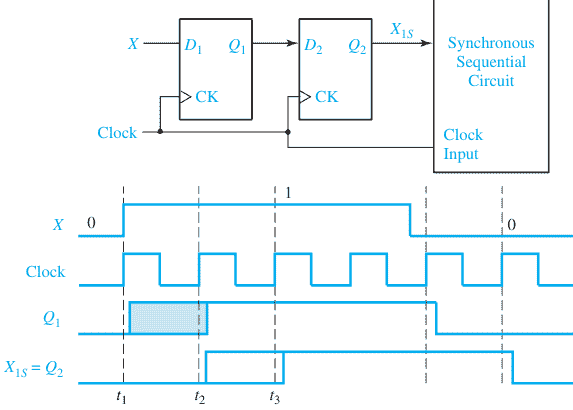 X D₁ Q₁ D₂ Q₂ X₁S Synchronous
Sequential
Circuit
CK CK
Clock Clock
Input
1
X 0 0
Clock
Q₁
X₁S = Q₂
t₁ t₂ t₃